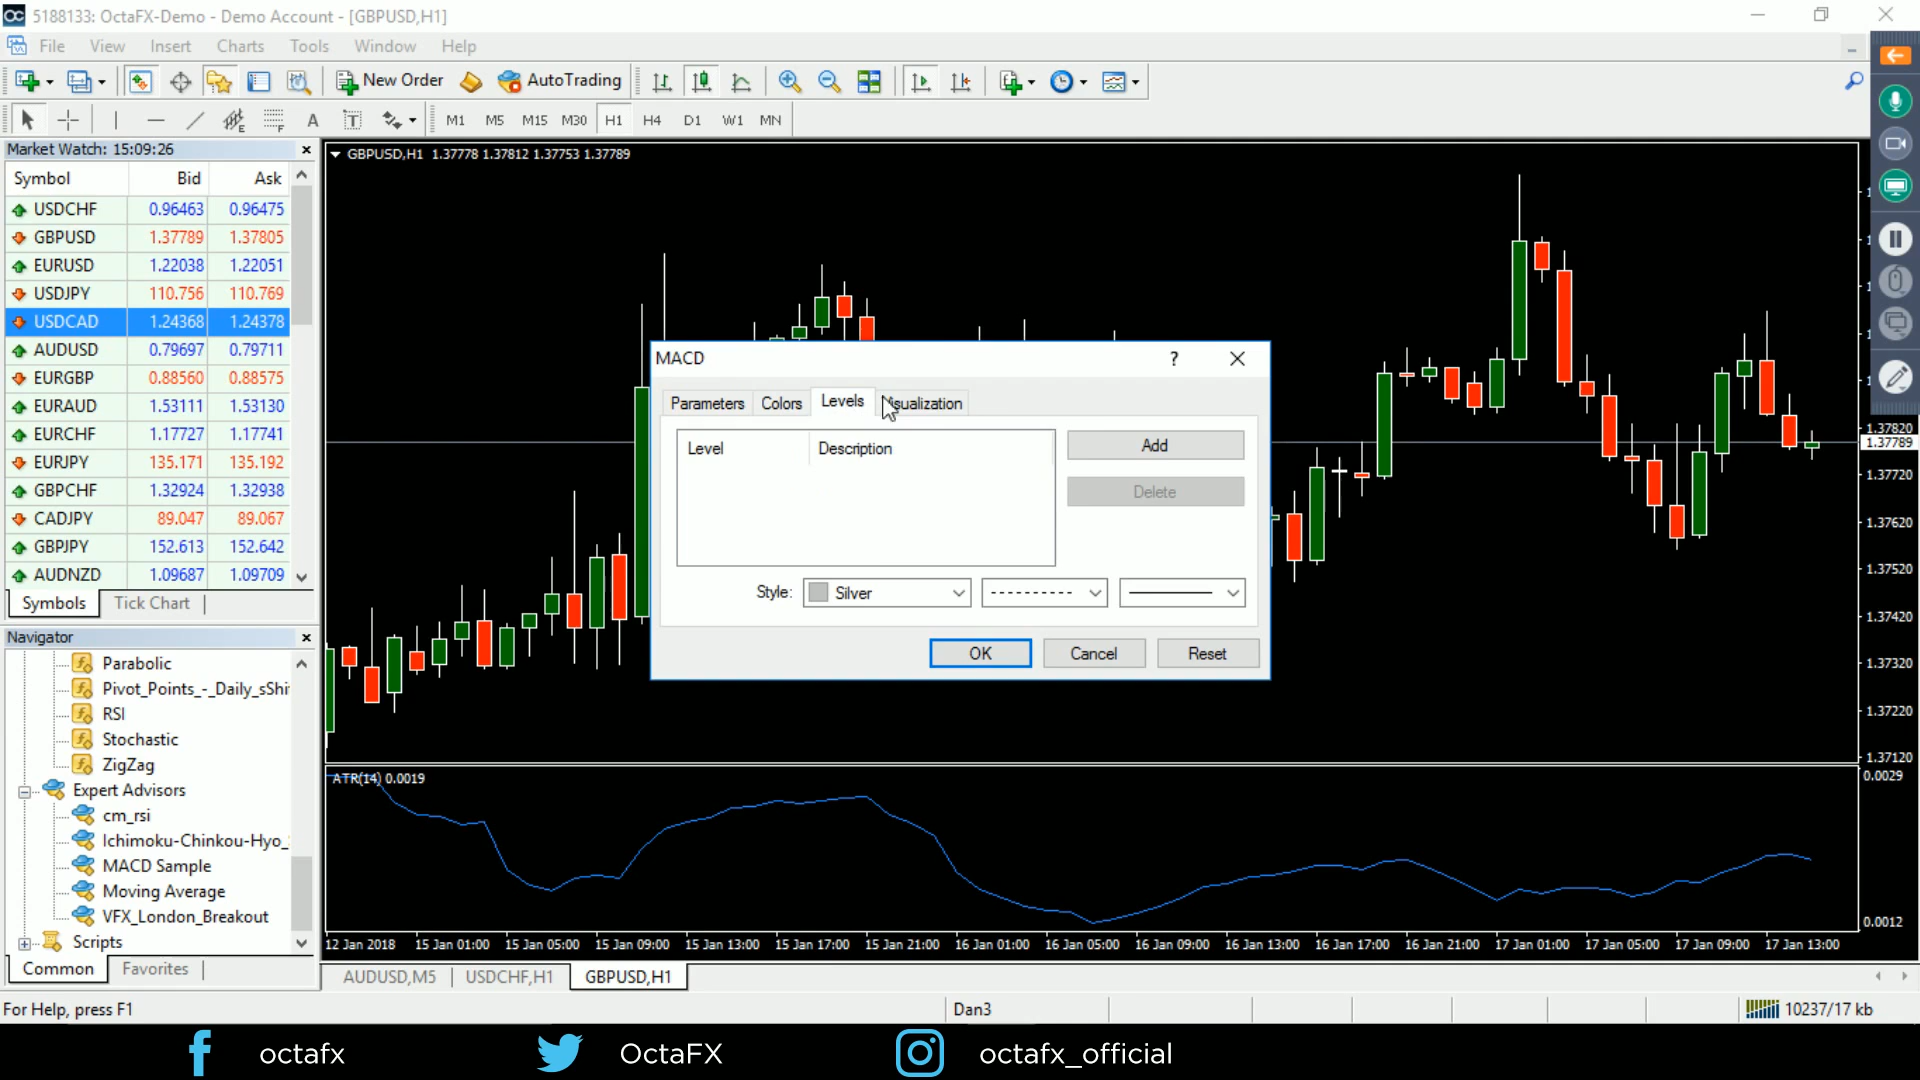 5188133: OctaFX-Demo - Demo Account - [GBPUSD,H1]
File View Insert Charts Tools Window Help
New Order AutoTrading
A T M1 M5 M15 M30 H1 H4 D1 W1 MN
Market Watch: 15:09:26
Symbol Bid Ask
USDCHF 0.96463 0.96475
GBPUSD 1.37789 1.37805
EURUSD 1.22038 1.22051
USDJPY 110.756 110.769
USDCAD 1.24368 1.24378
AUDUSD 0.79697 0.79711
EURGBP 0.88560 0.88575
EURAUD 1.53111 1.53130
EURCHF 1.17727 1.17741
EURJPY 135.171 135.192
GBPCHF 1.32924 1.32938
CADJPY 89.047 89.067
GBPJPY 152.613 152.642
AUDNZD 1.09687 1.09709
Symbols Tick Chart
Navigator
Parabolic
Pivot_Points_-_Daily_sShi
RSI
Stochastic
ZigZag
Expert Advisors
cm_rsi
Ichimoku-Chinkou-Hyo_
MACD Sample
Moving Average
VFX_London_Breakout
Scripts
Common Favorites
GBPUSD,H1 1.37778 1.37812 1.37753 1.37789
MACD ?
Parameters Colors Levels sualization
Level Description
Add
Delete
Style: Silver
OK Cancel Reset
1.37820
1.37789
1.37720
1.37620
1.37520
1.37420
1.37320
1.37220
1.37120
ATR(14) 0.0019
0.0029
0.0012
12 Jan 2018 15 Jan 01:00 15 Jan 05:00 15 Jan 09:00 15 Jan 13:00 15 Jan 17:00 15 Jan 21:00 16 Jan 01:00 16 Jan 05:00 16 Jan 09:00 16 Jan 13:00 16 Jan 17:00 16 Jan 21:00 17 Jan 01:00 17 Jan 05:00 17 Jan 09:00 17 Jan 13:00
AUDUSD,M5 USDCHF,H1 GBPUSD,H1
For Help, press F1 Dan3 10237/17 kb
octafx OctaFX octafx_official